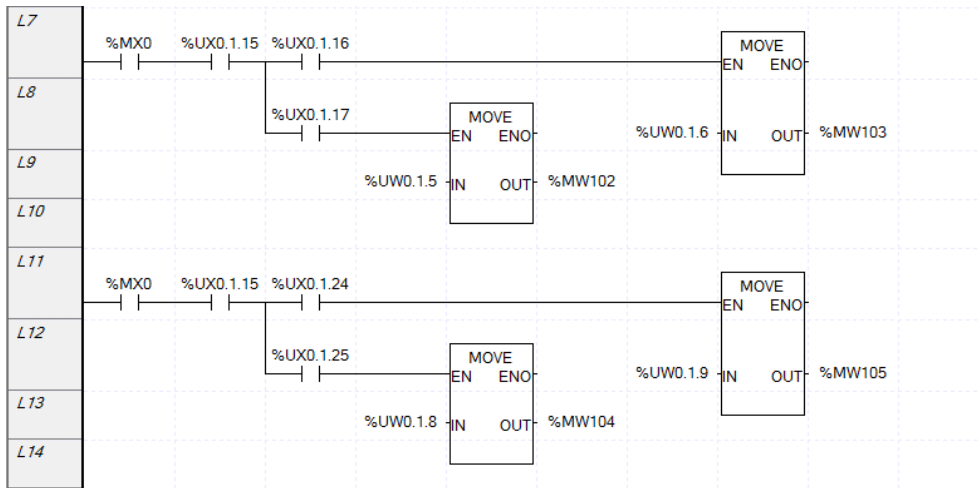 L7
%MX0 %UX0.1.15 %UX0.1.16 MOVE
EN ENO
L8
%UX0.1.17 MOVE %UW0.1.6 IN OUT %MW103
EN ENO
L9
%UW0.1.5 IN OUT %MW102
L10
L11
%MX0 %UX0.1.15 %UX0.1.24 MOVE
EN ENO
L12
%UX0.1.25 MOVE %UW0.1.9 IN OUT %MW105
EN ENO
L13
%UW0.1.8 IN OUT %MW104
L14